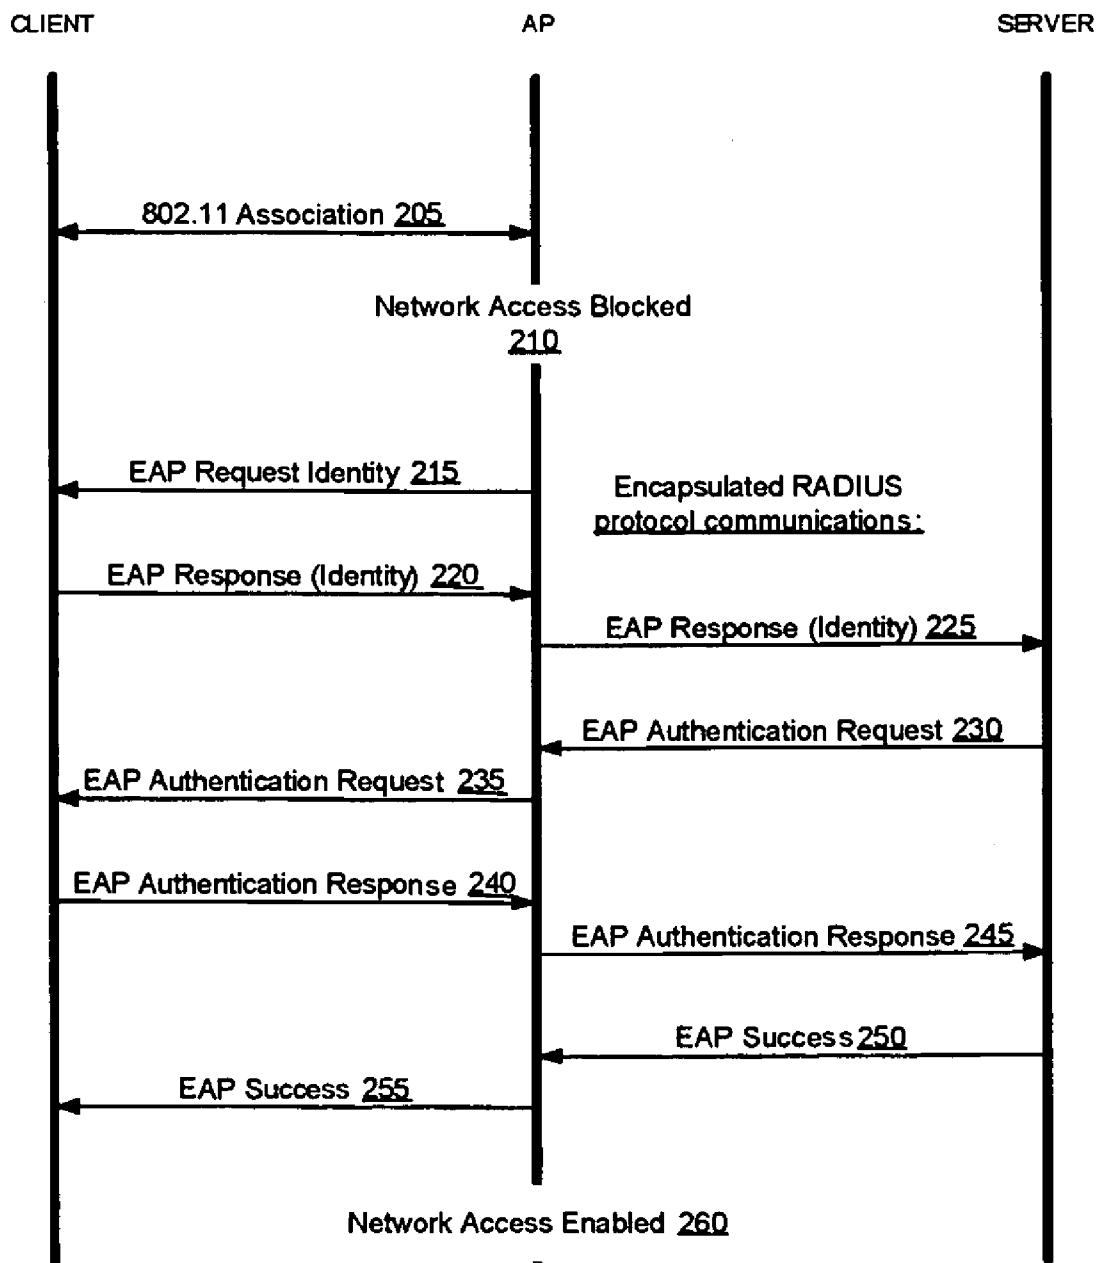 CLIENT AP SERVER
802.11 Association 205
Network Access Blocked
210
EAP Request Identity 215
Encapsulated RADIUS
protocol communications:
EAP Response (Identity) 220
EAP Response (Identity) 225
EAP Authentication Request 230
EAP Authentication Request 235
EAP Authentication Response 240
EAP Authentication Response 245
EAP Success 250
EAP Success 255
Network Access Enabled 260